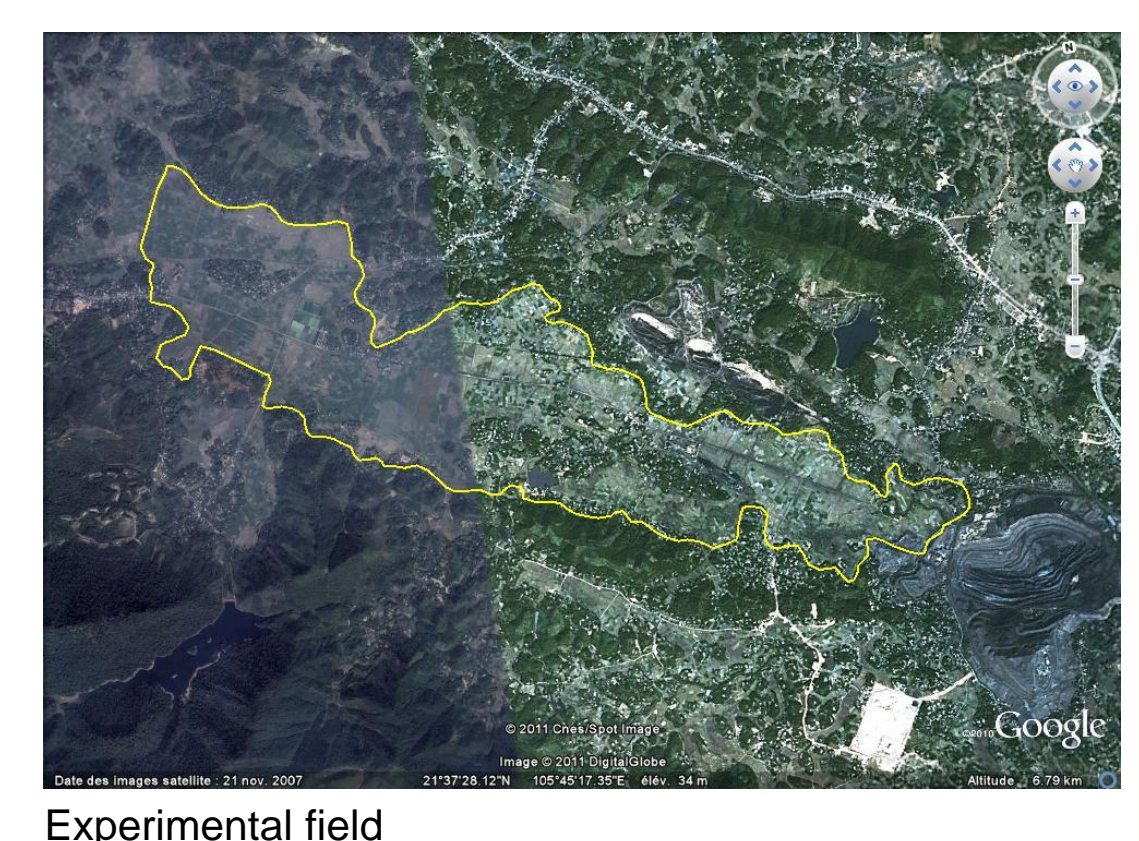 N
© 2011 Cnes/Spot Image
©2010 Google
Image © 2011 DigitalGlobe
Date des images satellite : 21 nov. 2007 21°37'28.12"N 105°45'17.35"E élév. 34 m Altitude 6.79 km
Experimental field